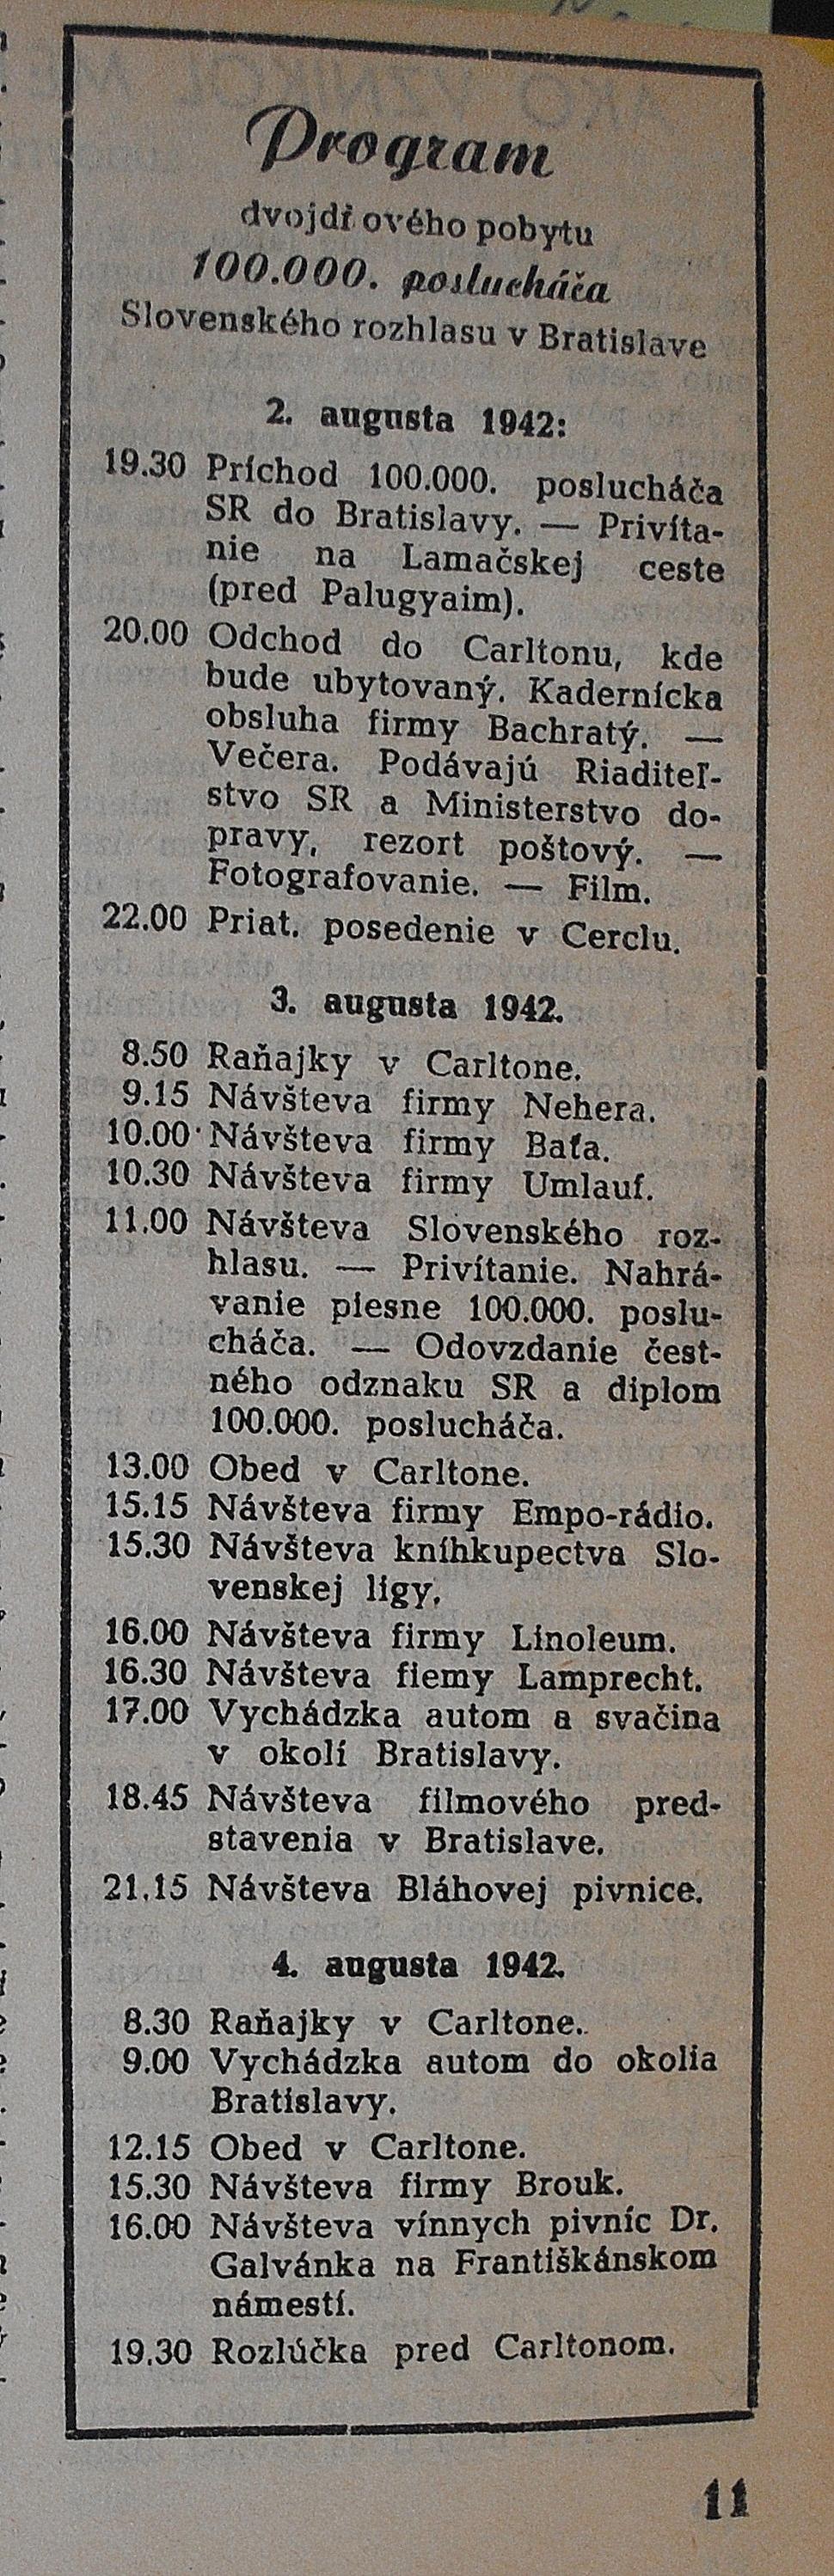 Program
dvojdňového pobytu
100.000. poslucháča
Slovenského rozhlasu v Bratislave
2. augusta 1942:
19.30 Príchod 100.000. poslucháča
SR do Bratislavy. — Privíta-
nie na Lamačskej ceste
(pred Palugyaim).
20.00 Odchod do Carltonu, kde
bude ubytovaný. Kadernícka
obsluha firmy Bachratý. —
Večera. Podávajú Riaditeľ-
stvo SR a Ministerstvo do-
pravy, rezort poštový. —
Fotografovanie. — Film.
22.00 Priat. posedenie v Cerclu.
3. augusta 1942.
8.50 Raňajky v Carltone.
9.15 Návšteva firmy Nehera.
10.00 Návšteva firmy Baťa.
10.30 Návšteva firmy Umlauf.
11.00 Návšteva Slovenského roz-
hlasu. — Privítanie. Nahrá-
vanie piesne 100.000. poslu-
cháča. — Odovzdanie čest-
ného odznaku SR a diplom
100.000. poslucháča.
13.00 Obed v Carltone.
15.15 Návšteva firmy Empo-rádio.
15.30 Návšteva kníhkupectva Slo-
venskej ligy.
16.00 Návšteva firmy Linoleum.
16.30 Návšteva fiemy Lamprecht.
17.00 Vychádzka autom a svačina
v okolí Bratislavy.
18.45 Návšteva filmového pred-
stavenia v Bratislave.
21.15 Návšteva Bláhovej pivnice.
4. augusta 1942.
8.30 Raňajky v Carltone.
9.00 Vychádzka autom do okolia
Bratislavy.
12.15 Obed v Carltone.
15.30 Návšteva firmy Brouk.
16.00 Návšteva vínnych pivníc Dr.
Galvánka na Františkánskom
námestí.
19.30 Rozlúčka pred Carltonom.
11